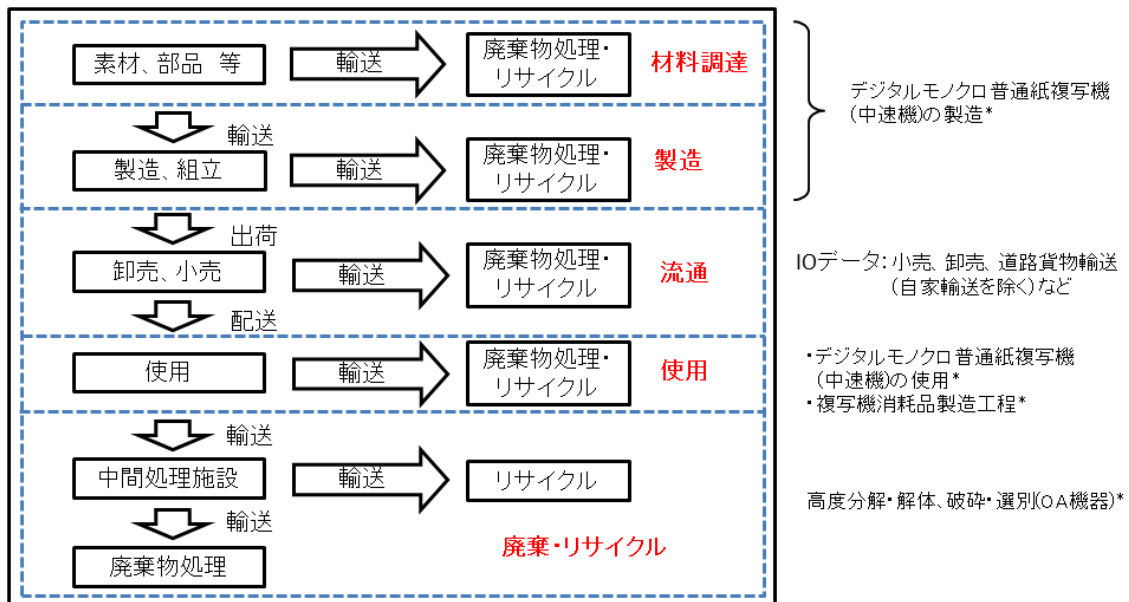 素材、部品 等
輸送
廃棄物処理・
リサイクル
材料調達
デジタルモノクロ普通紙複写機
(中速機)の製造*
輸送
製造、組立
輸送
廃棄物処理・
リサイクル
製造
出荷
卸売、小売
輸送
廃棄物処理・
リサイクル
流通
IOデータ: 小売、卸売、道路貨物輸送
(自家輸送を除く)など
配送
使用
輸送
廃棄物処理・
リサイクル
使用
・デジタルモノクロ普通紙複写機
(中速機)の使用*
・複写機消耗品製造工程*
輸送
中間処理施設
輸送
リサイクル
高度分解・解体、破砕・選別(OA機器)*
輸送
廃棄物処理
廃棄・リサイクル